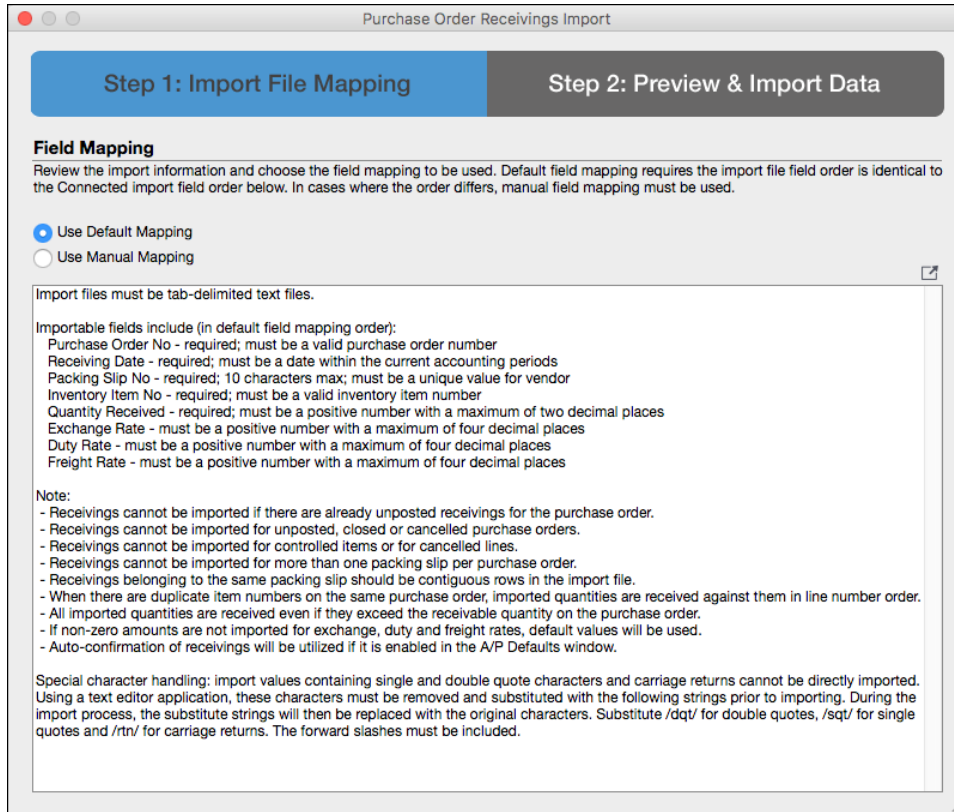 Purchase Order Receivings Import
Step 1: Import File Mapping
Step 2: Preview & Import Data
Field Mapping
Review the import information and choose the field mapping to be used. Default field mapping requires the import file field order is identical to
the Connected import field order below. In cases where the order differs, manual field mapping must be used.
Use Default Mapping
Use Manual Mapping
Import files must be tab-delimited text files.
Importable fields include (in default field mapping order):
Purchase Order No - required; must be a valid purchase order number
Receiving Date - required; must be a date within the current accounting periods
Packing Slip No - required; 10 characters max; must be a unique value for vendor
Inventory Item No - required; must be a valid inventory item number
Quantity Received - required; must be a positive number with a maximum of two decimal places
Exchange Rate - must be a positive number with a maximum of four decimal places
Duty Rate - must be a positive number with a maximum of four decimal places
Freight Rate - must be a positive number with a maximum of four decimal places
Note:
- Receivings cannot be imported if there are already unposted receivings for the purchase order.
- Receivings cannot be imported for unposted, closed or cancelled purchase orders.
- Receivings cannot be imported for controlled items or for cancelled lines.
- Receivings cannot be imported for more than one packing slip per purchase order.
- Receivings belonging to the same packing slip should be contiguous rows in the import file.
- When there are duplicate item numbers on the same purchase order, imported quantities are received against them in line number order.
- All imported quantities are received even if they exceed the receivable quantity on the purchase order.
- If non-zero amounts are not imported for exchange, duty and freight rates, default values will be used.
- Auto-confirmation of receivings will be utilized if it is enabled in the A/P Defaults window.
Special character handling: import values containing single and double quote characters and carriage returns cannot be directly imported.
Using a text editor application, these characters must be removed and substituted with the following strings prior to importing. During the
import process, the substitute strings will then be replaced with the original characters. Substitute /dqt/ for double quotes, /sqt/ for single
quotes and /rtn/ for carriage returns. The forward slashes must be included.